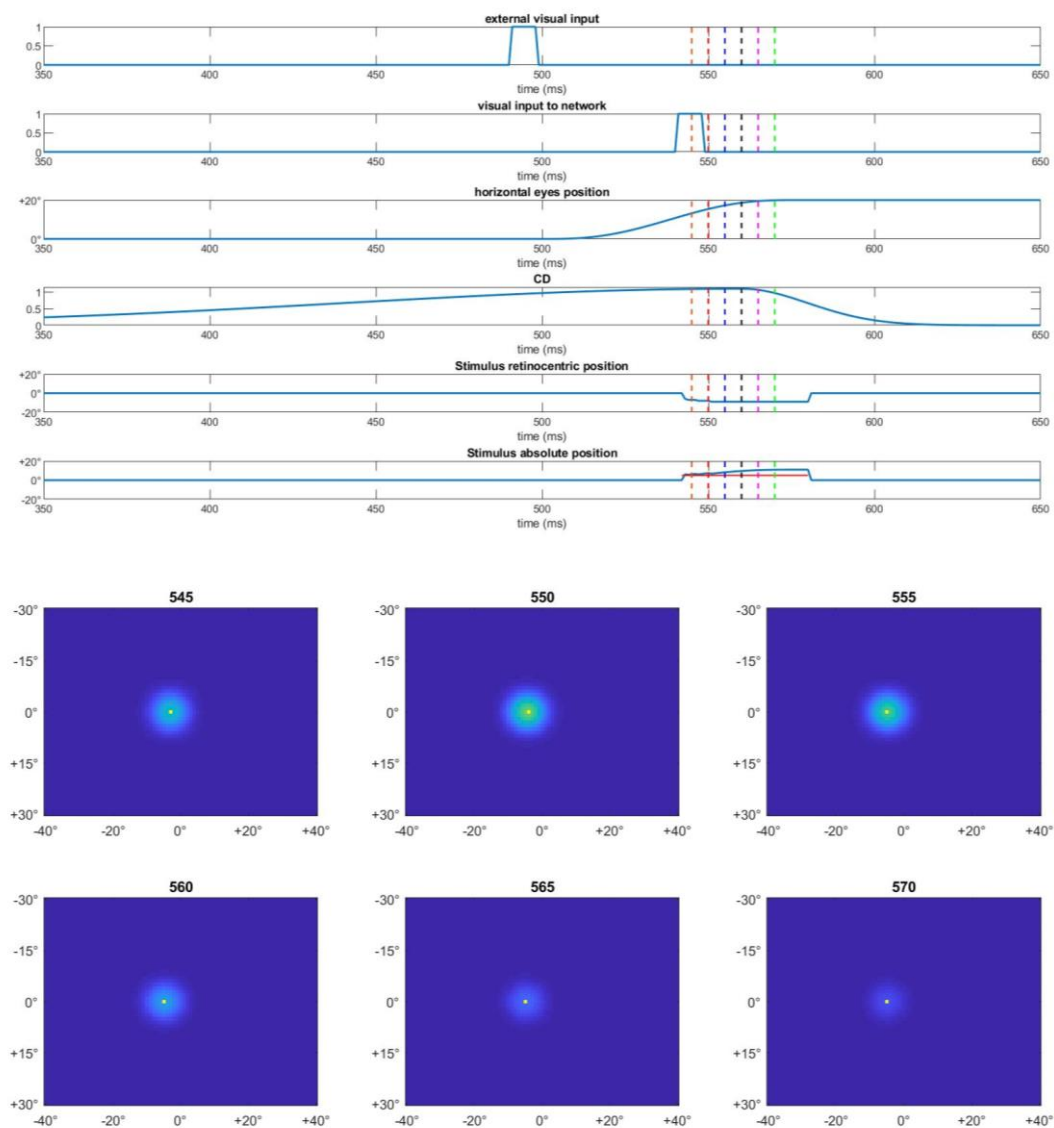 external visual input
1
0.5
0
350 400 450 500 550 600 650
time (ms)
visual input to network
1
0.5
0
350 400 450 500 550 600 650
time (ms)
horizontal eyes position
+20°
0°
350 400 450 500 550 600 650
time (ms)
CD
1
0.5
0
350 400 450 500 550 600 650
time (ms)
Stimulus retinocentric position
+20°
0°
-20°
350 400 450 500 550 600 650
time (ms)
Stimulus absolute position
+20°
0°
-20°
350 400 450 500 550 600 650
time (ms)
545
-30°
-15°
0°
+15°
+30°
-40° -20° 0° +20° +40°
550
-30°
-15°
0°
+15°
+30°
-40° -20° 0° +20° +40°
555
-30°
-15°
0°
+15°
+30°
-40° -20° 0° +20° +40°
560
-30°
-15°
0°
+15°
+30°
-40° -20° 0° +20° +40°
565
-30°
-15°
0°
+15°
+30°
-40° -20° 0° +20° +40°
570
-30°
-15°
0°
+15°
+30°
-40° -20° 0° +20° +40°